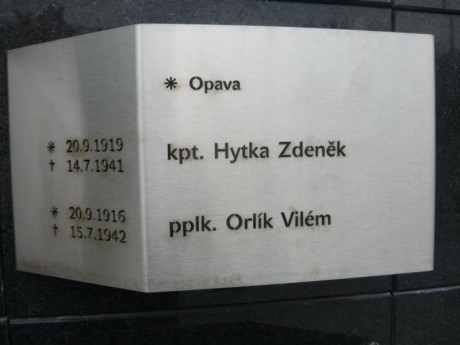 * Opava
* 20.9.1919
† 14.7.1941
kpt. Hytka Zdeněk
* 20.9.1916
† 15.7.1942
pplk. Orlík Vilém